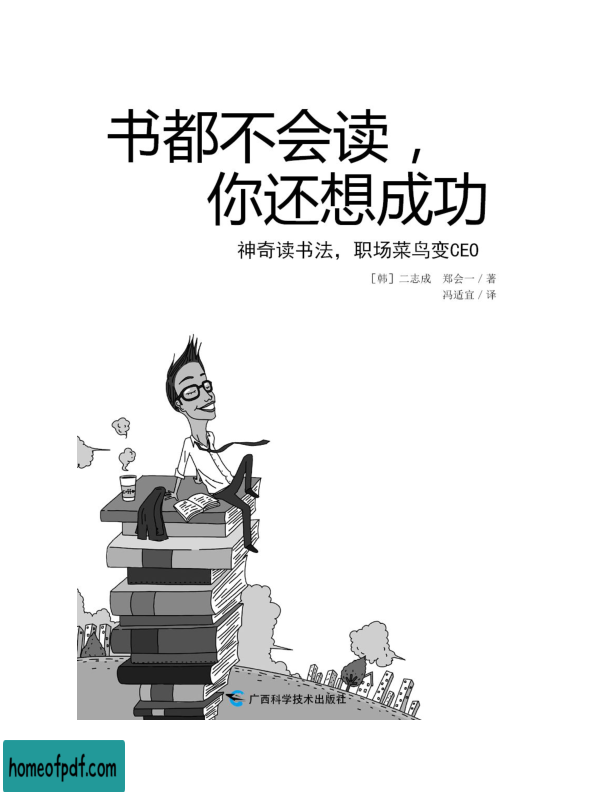 书都不会读，
你还想成功
神奇读书法，职场菜鸟变CEO
［韩］二志成　郑会一/著
冯适宜/译
广西科学技术出版社
homeofpdf.com